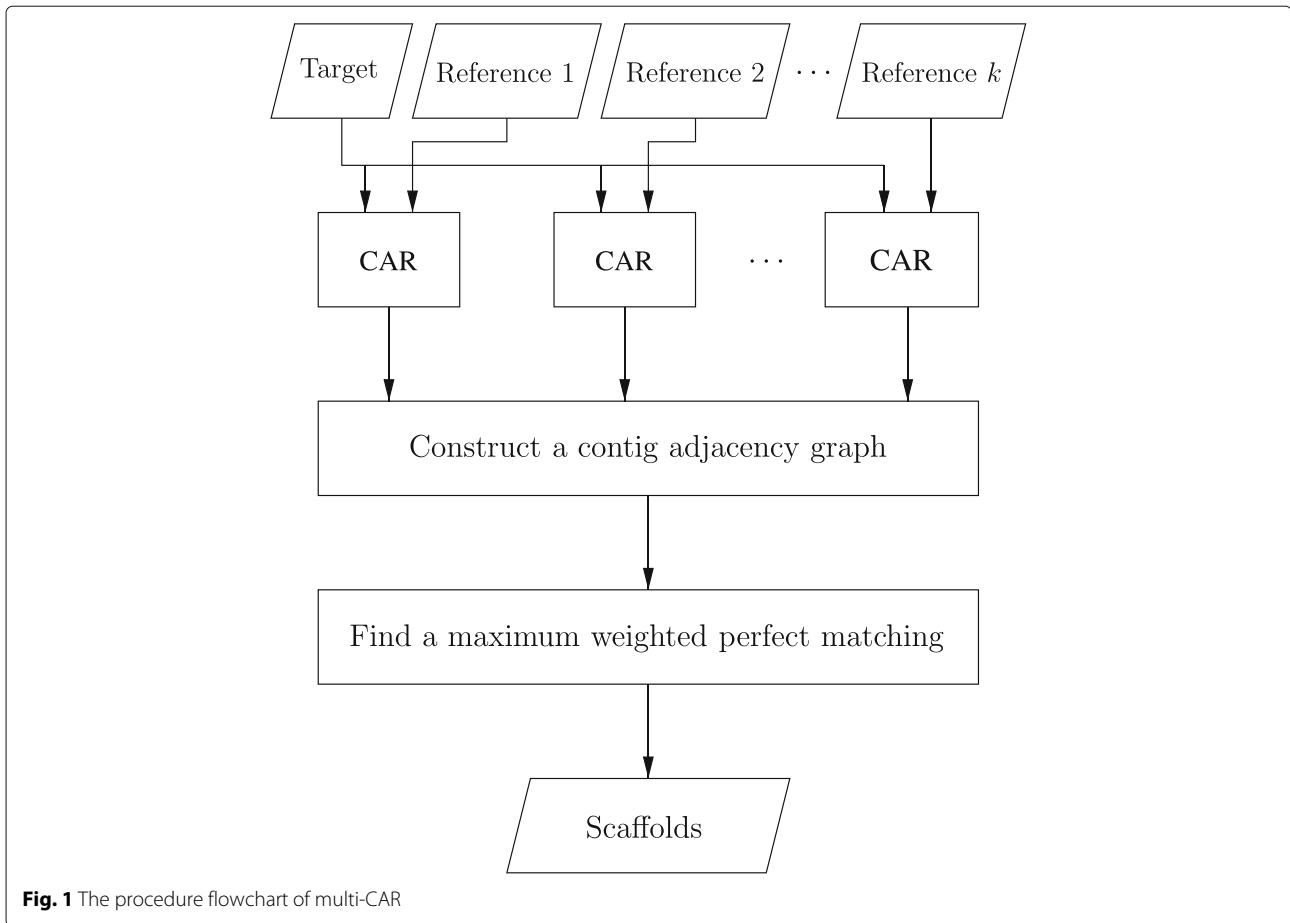 Target Reference 1 Reference 2 ··· Reference k
CAR CAR ··· CAR
Construct a contig adjacency graph
Find a maximum weighted perfect matching
Scaffolds
Fig. 1 The procedure flowchart of multi-CAR